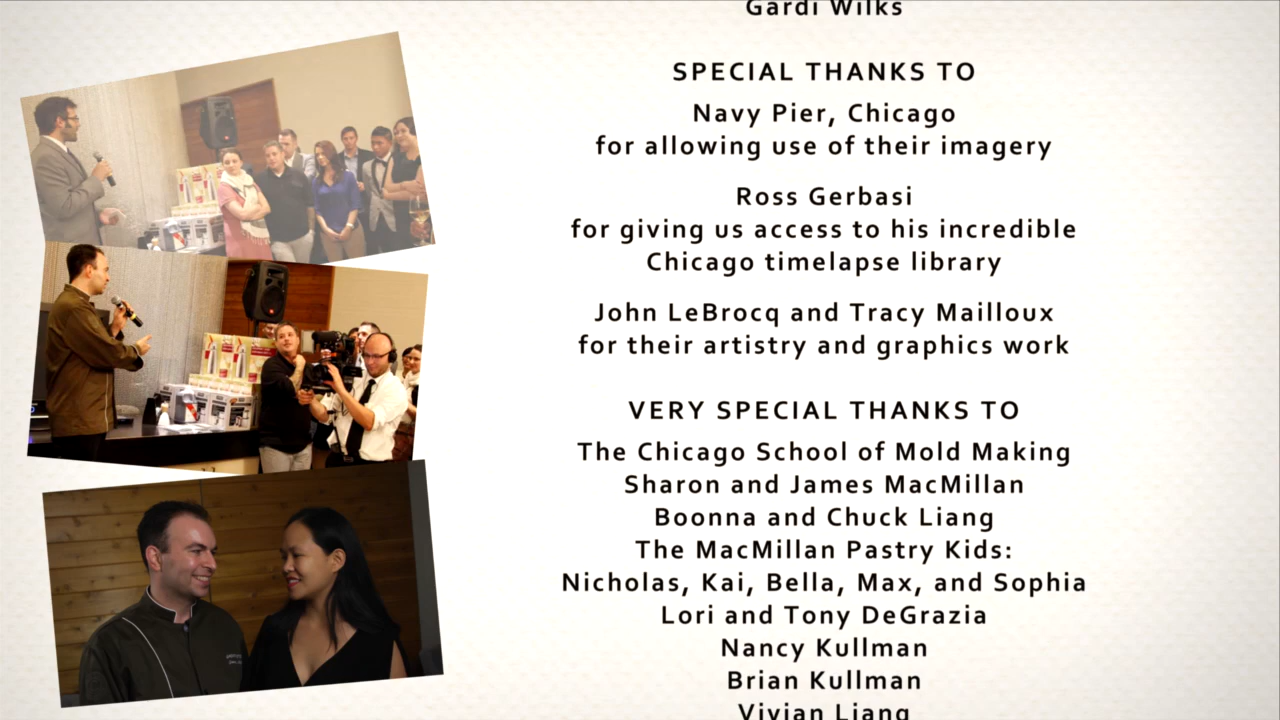 Gardi Wilks
SPECIAL THANKS TO
Navy Pier, Chicago
for allowing use of their imagery
Ross Gerbasi
for giving us access to his incredible
Chicago timelapse library
John LeBrocq and Tracy Mailloux
for their artistry and graphics work
VERY SPECIAL THANKS TO
The Chicago School of Mold Making
Sharon and James MacMillan
Boonna and Chuck Liang
The MacMillan Pastry Kids:
Nicholas, Kai, Bella, Max, and Sophia
Lori and Tony DeGrazia
Nancy Kullman
Brian Kullman
Vivian Liang